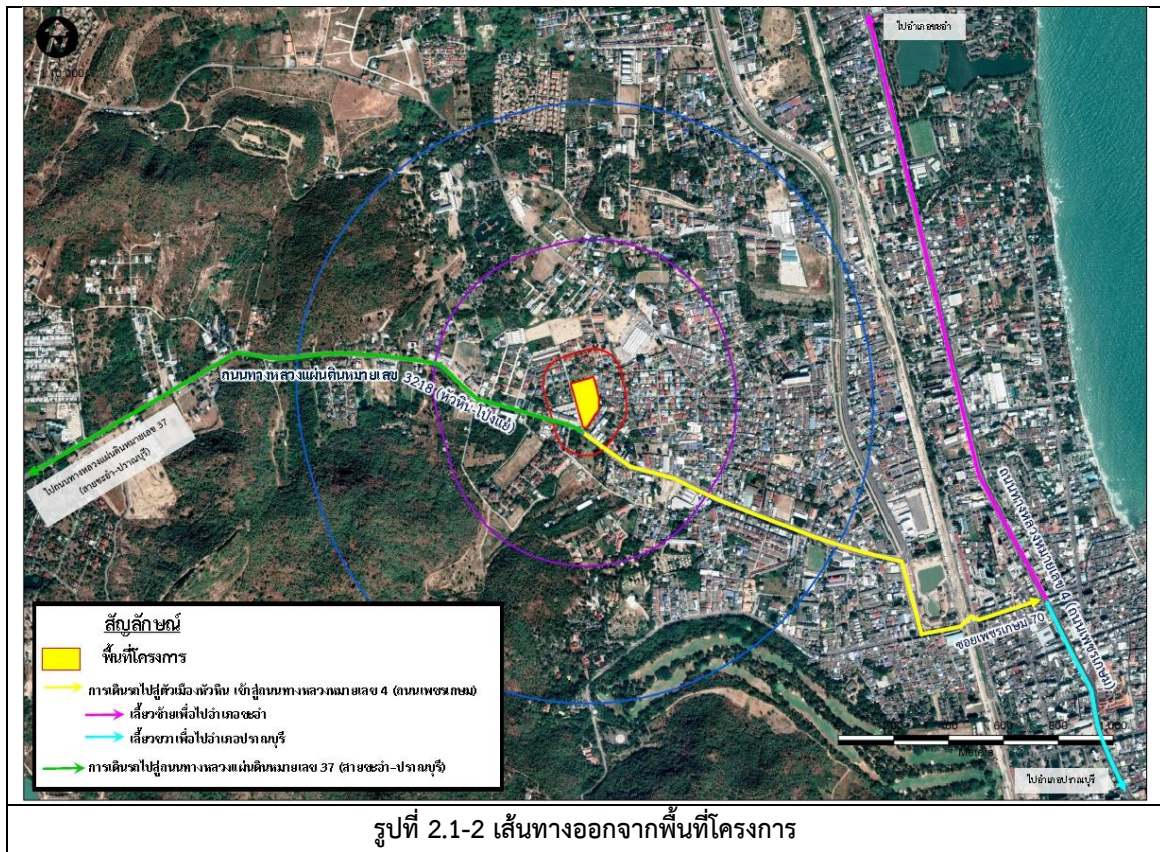 N
1:10,000
ไปอำเภอชะอำ
ถนนทางหลวงแผ่นดินหมายเลข 3218 (หัวหิน-โป่งแย)
ไปถนนทางหลวงแผ่นดินหมายเลข 37
(สายชะอำ-ปราณบุรี)
ถนนทางหลวงหมายเลข 4 (ถนนเพชรเกษม)
ซอยเพชรเกษม 70
สัญลักษณ์
พื้นที่โครงการ
การเดินรถไปสู่ตัวเมืองหัวหิน เข้าสู่ถนนทางหลวงหมายเลข 4 (ถนนเพชรเกษม)
เลี้ยวซ้ายเพื่อไปอำเภอชะอำ
เลี้ยวขวาเพื่อไปอำเภอปราณบุรี
การเดินรถไปสู่ถนนทางหลวงแผ่นดินหมายเลข 37 (สายชะอำ-ปราณบุรี)
600 800 1,000
Meters
ไปอำเภอปราณบุรี
รูปที่ 2.1-2 เส้นทางออกจากพื้นที่โครงการ